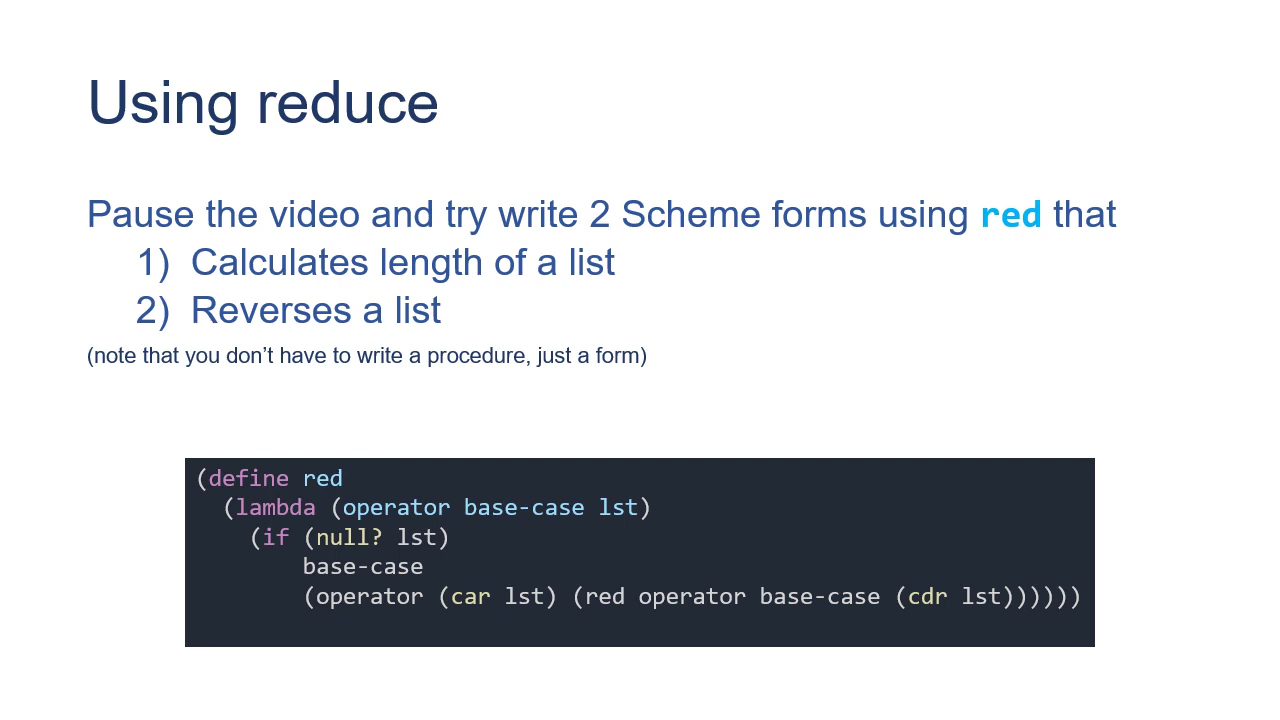 Using reduce
Pause the video and try write 2 Scheme forms using red that
1) Calculates length of a list
2) Reverses a list
(note that you don’t have to write a procedure, just a form)
(define red
(lambda (operator base-case lst)
(if (null? lst)
base-case
(operator (car lst) (red operator base-case (cdr lst))))))